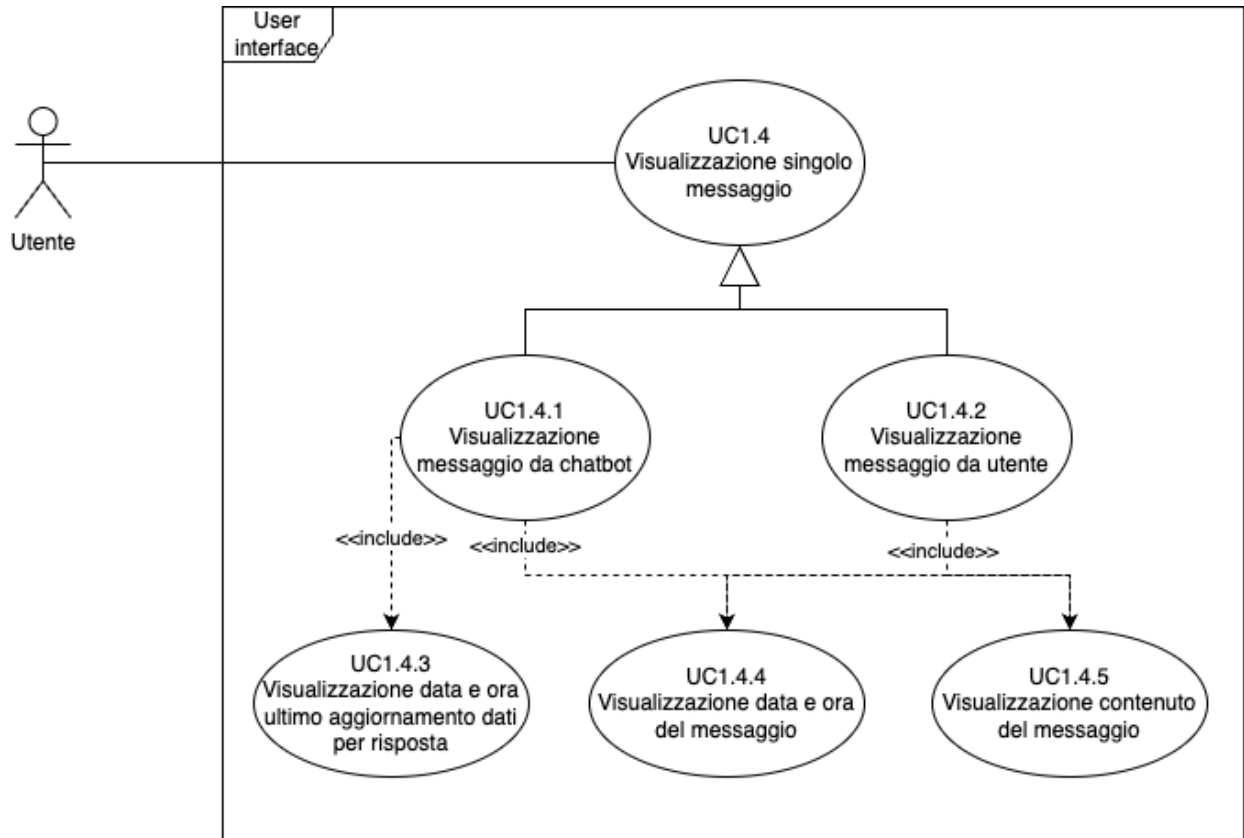 User
interface
Utente
UC1.4
Visualizzazione singolo
messaggio
UC1.4.1
Visualizzazione
messaggio da chatbot
UC1.4.2
Visualizzazione
messaggio da utente
<<include>>
<<include>>
<<include>>
UC1.4.3
Visualizzazione data e ora
ultimo aggiornamento dati
per risposta
UC1.4.4
Visualizzazione data e ora
del messaggio
UC1.4.5
Visualizzazione contenuto
del messaggio